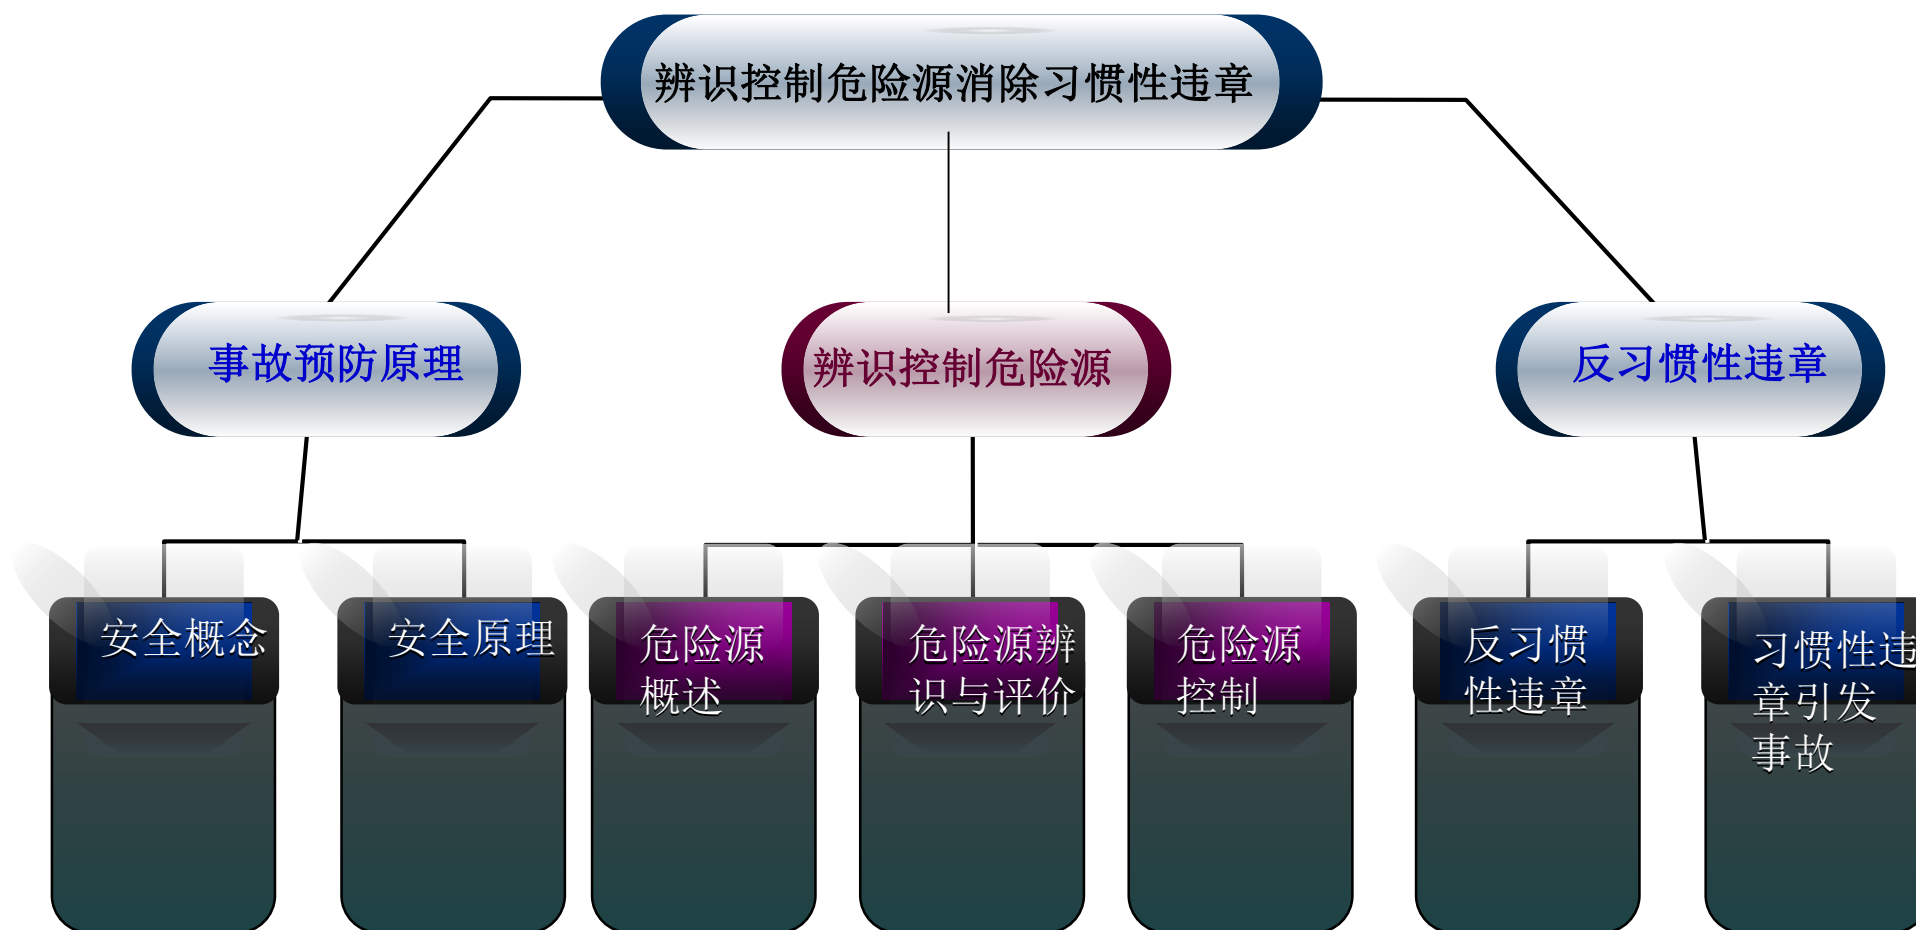 辨识控制危险源消除习惯性违章
事故预防原理
辨识控制危险源
反习惯性违章
安全概念
安全原理
危险源
概述
危险源辨
识与评价
危险源
控制
反习惯
性违章
习惯性违
章引发
事故